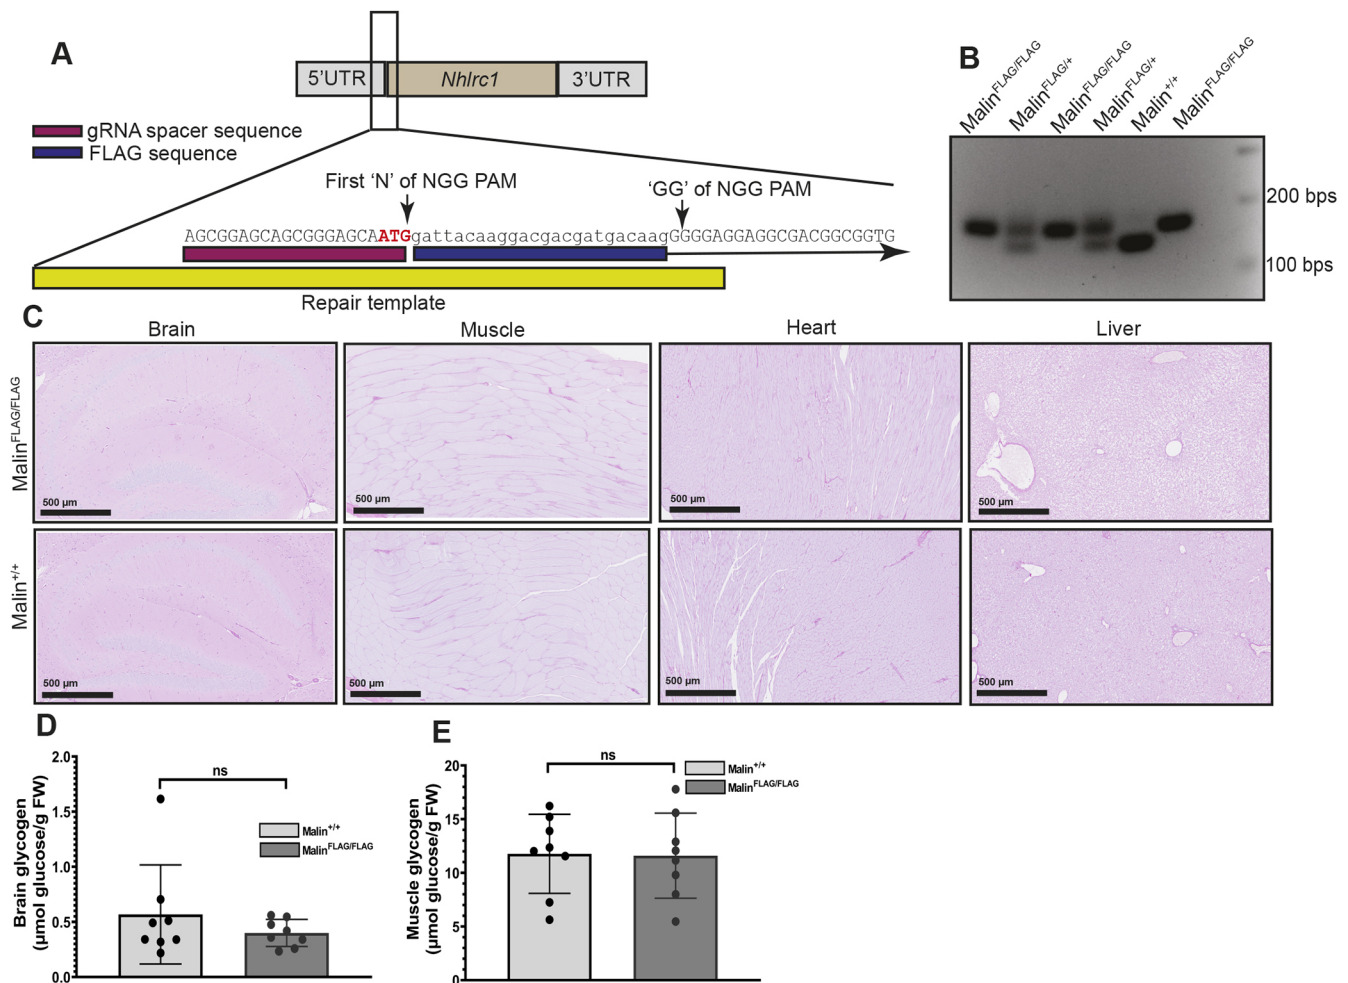 A
5'UTR
Nhlrc1
3'UTR
gRNA spacer sequence
FLAG sequence
First 'N' of NGG PAM
'GG' of NGG PAM
AGCGGAGCAGCGGGAGCAATGgattacaaggacgacgatgacaagGGGGAGGAGGCGACGGCGGTG
Repair template
B
MalinFLAG/FLAG
MalinFLAG/+
MalinFLAG/FLAG
MalinFLAG/+
Malin+/+
MalinFLAG/FLAG
200 bps
100 bps
C
Brain
Muscle
Heart
Liver
MalinFLAG/FLAG
500 µm
500 µm
500 µm
500 µm
Malin+/+
500 µm
500 µm
500 µm
500 µm
D
Brain glycogen
(µmol glucose/g FW)
2.0
1.5
1.0
0.5
0.0
ns
Malin+/+
MalinFLAG/FLAG
E
Muscle glycogen
(µmol glucose/g FW)
20
15
10
5
0
ns
Malin+/+
MalinFLAG/FLAG